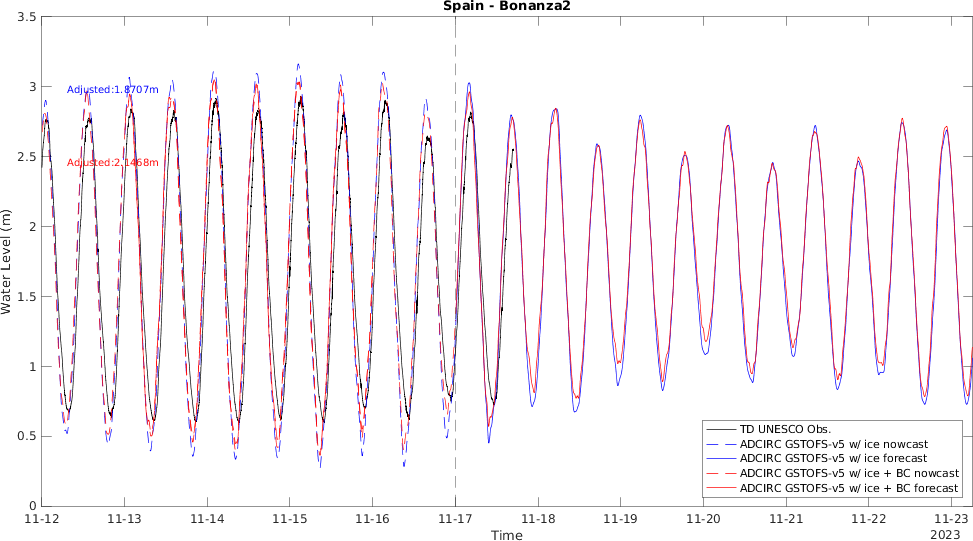 Spain - Bonanza2
3.5
3
2.5
2
1.5
1
0.5
0
Water Level (m)
Adjusted:1.8707m
Adjusted:2.1468m
TD UNESCO Obs.
ADCIRC GSTOFS-v5 w/ ice nowcast
ADCIRC GSTOFS-v5 w/ ice forecast
ADCIRC GSTOFS-v5 w/ ice + BC nowcast
ADCIRC GSTOFS-v5 w/ ice + BC forecast
11-12 11-13 11-14 11-15 11-16 11-17 11-18 11-19 11-20 11-21 11-22 11-23
2023
Time